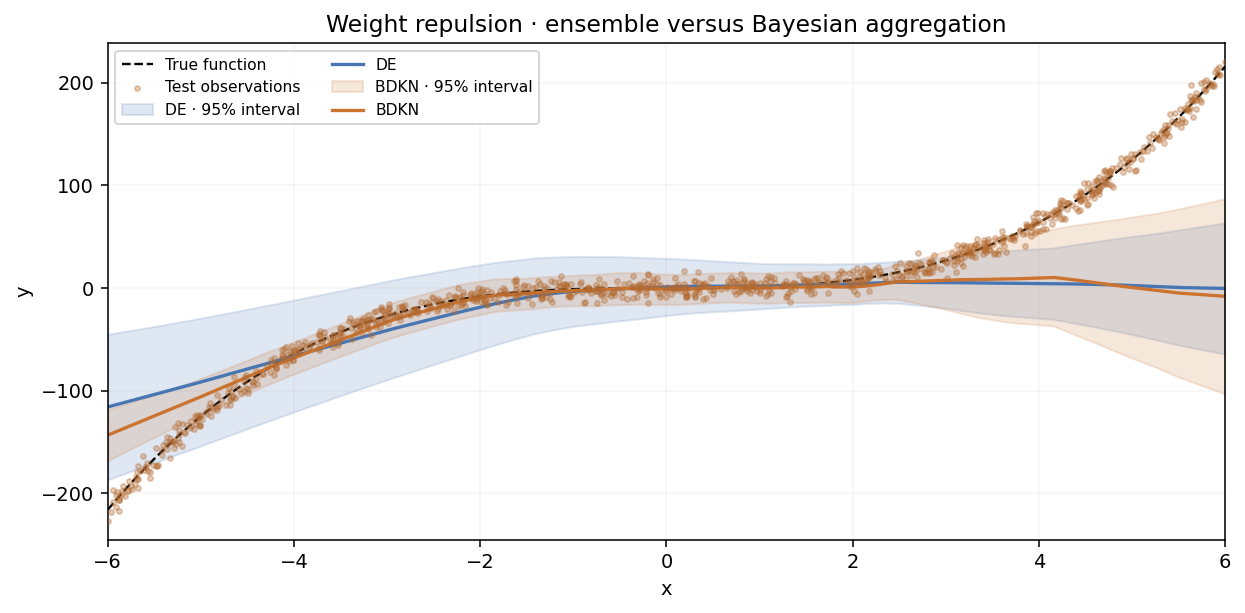 Weight repulsion · ensemble versus Bayesian aggregation
True function
Test observations
DE · 95% interval
DE
BDKN · 95% interval
BDKN
y
200
100
0
−100
−200
−6
−4
−2
0
2
4
6
x